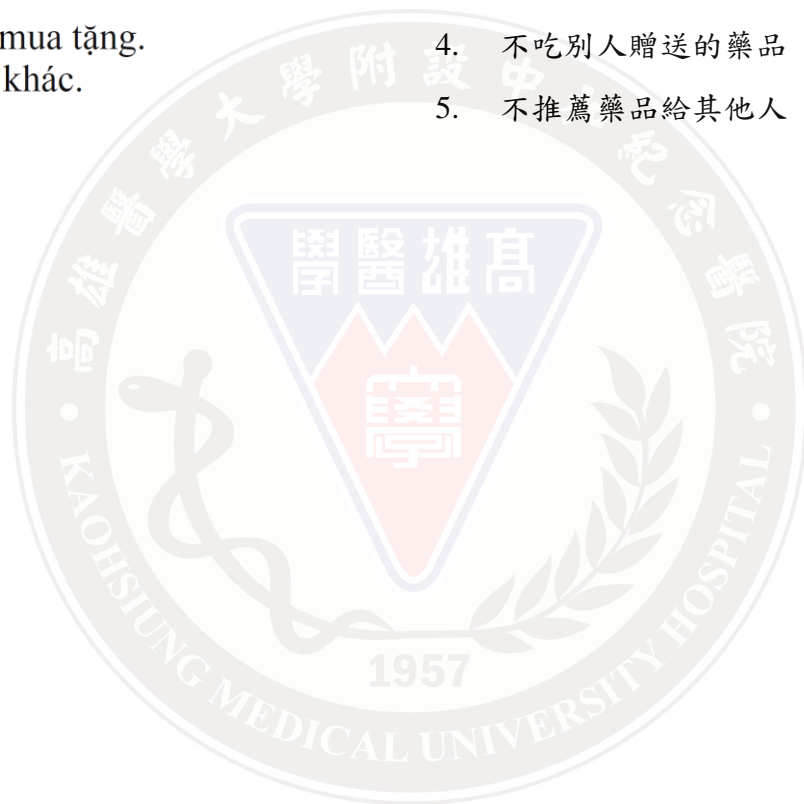 mua tặng.
khác.
4. 不吃別人贈送的藥品
5. 不推薦藥品給其他人
高雄醫學大學附設中和紀念醫院
學醫雄高
學
1957
KAOHSIUNG MEDICAL UNIVERSITY HOSPITAL